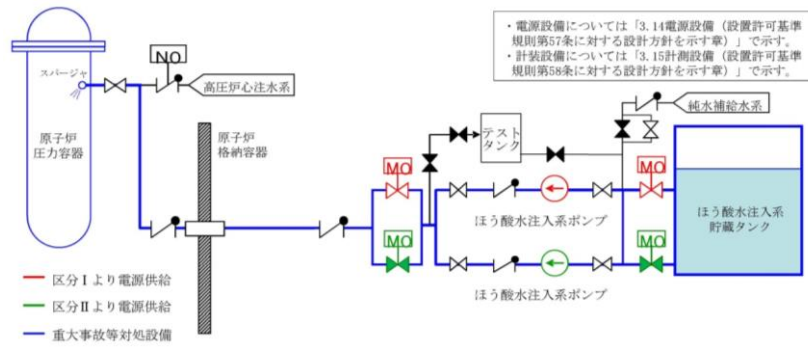 ・電源設備については「3.14電源設備（設置許可基準
規則第57条に対する設計方針を示す章）」で示す。
・計装設備については「3.15計測設備（設置許可基準
規則第58条に対する設計方針を示す章）」で示す。
NO
スパージャ
高圧炉心注水系
純水補給水系
テスト
タンク
原子炉
圧力容器
原子炉
格納容器
MO
MO
ほう酸水注入系ポンプ
ほう酸水注入系
貯蔵タンク
MO
MO
ほう酸水注入系ポンプ
区分Ⅰより電源供給
区分Ⅱより電源供給
重大事故等対処設備